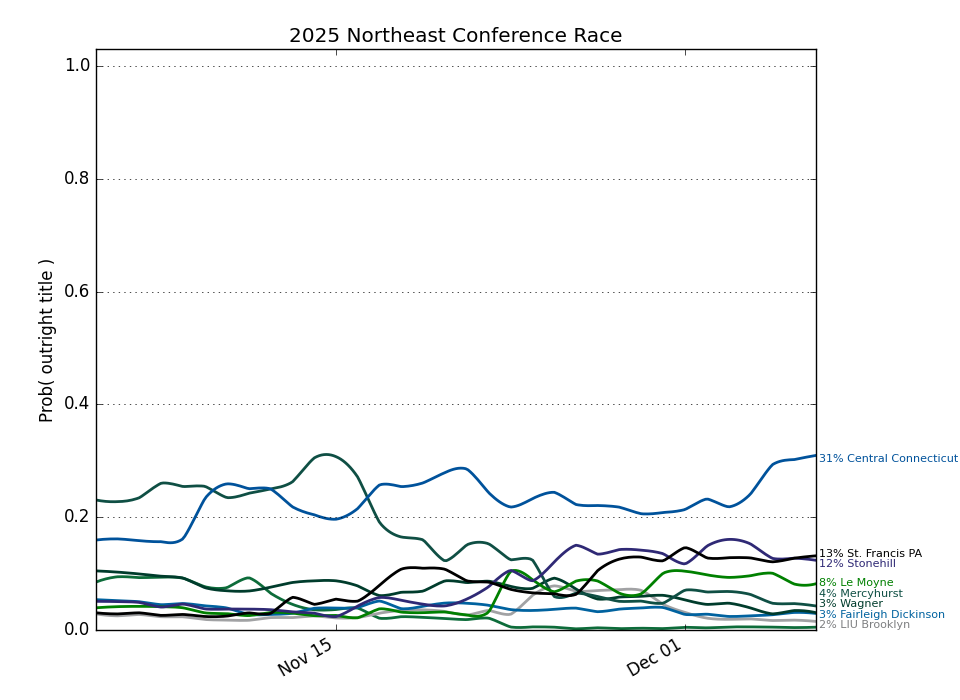 2025 Northeast Conference Race
Prob( outright title )
1.0
0.8
0.6
0.4
0.2
0.0
Nov 15
Dec 01
31% Central Connecticut
13% St. Francis PA
12% Stonehill
8% Le Moyne
4% Mercyhurst
3% Wagner
3% Fairleigh Dickinson
2% LIU Brooklyn